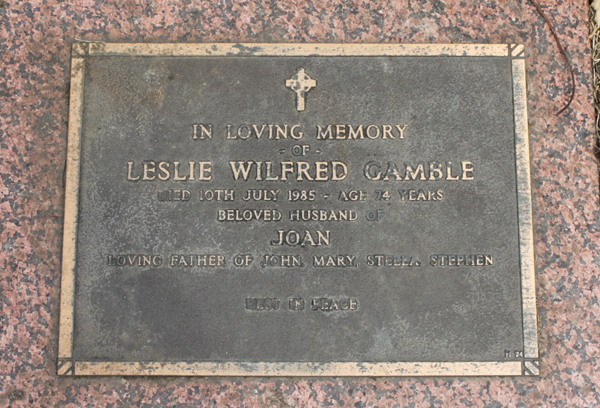 IN LOVING MEMORY
- OF -
LESLIE WILFRED GAMBLE
DIED 10TH JULY 1985 - AGE 74 YEARS
BELOVED HUSBAND OF
JOAN
LOVING FATHER OF JOHN, MARY, STELLA, STEPHEN
REST IN PEACE